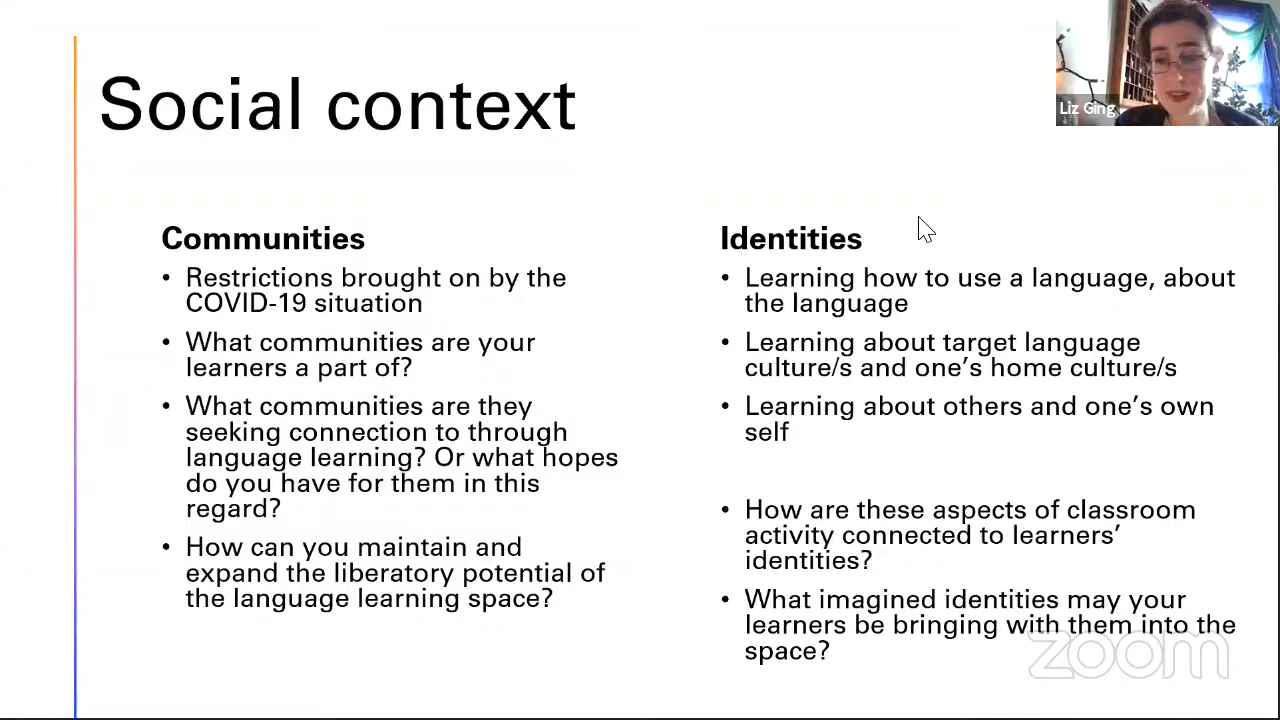 Social context
Liz Ging
Communities
• Restrictions brought on by the
COVID-19 situation
• What communities are your
learners a part of?
• What communities are they
seeking connection to through
language learning? Or what hopes
do you have for them in this
regard?
• How can you maintain and
expand the liberatory potential of
the language learning space?
Identities
• Learning how to use a language, about
the language
• Learning about target language
culture/s and one’s home culture/s
• Learning about others and one’s own
self
• How are these aspects of classroom
activity connected to learners’
identities?
• What imagined identities may your
learners be bringing with them into the
space?
zoom